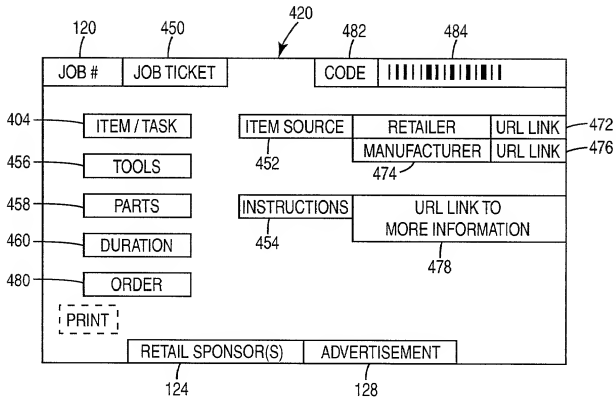 120 450 420 482 484
JOB # JOB TICKET CODE
404 ITEM / TASK ITEM SOURCE RETAILER URL LINK 472
456 TOOLS 452 MANUFACTURER URL LINK 476
474
458 PARTS INSTRUCTIONS URL LINK TO
454 MORE INFORMATION
460 DURATION 478
480 ORDER
PRINT
RETAIL SPONSOR(S) ADVERTISEMENT
124 128